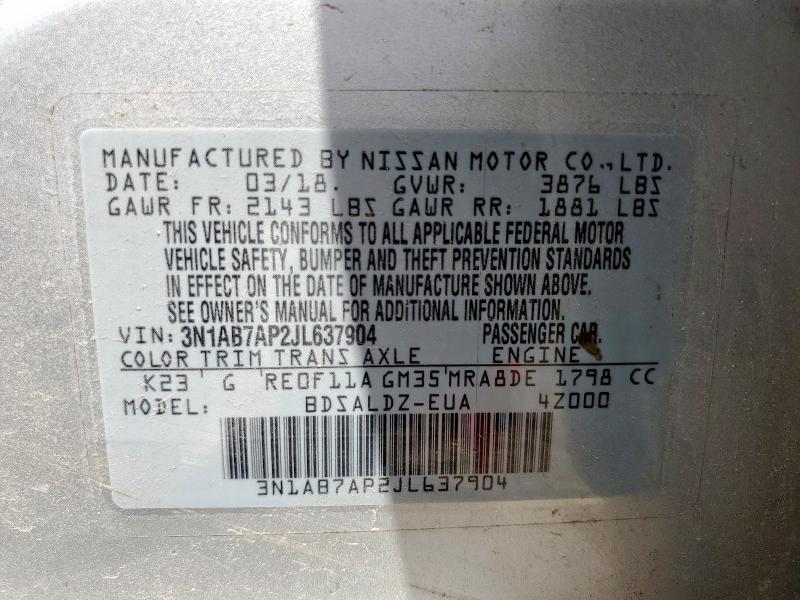 MANUFACTURED BY NISSAN MOTOR CO., LTD.
DATE: 03/18. GVWR: 3876 LBS
GAWR FR: 2143 LBS GAWR RR: 1881 LBS
THIS VEHICLE CONFORMS TO ALL APPLICABLE FEDERAL MOTOR
VEHICLE SAFETY, BUMPER AND THEFT PREVENTION STANDARDS
IN EFFECT ON THE DATE OF MANUFACTURE SHOWN ABOVE.
SEE OWNER'S MANUAL FOR ADDITIONAL INFORMATION.
VIN: 3N1AB7AP2JL637904 PASSENGER CAR.
COLOR TRIM TRANS AXLE ENGINE
K23 G RE0F11A GM35 MRA8DE 1798 CC
MODEL: BDSALDZ-EUA 4Z000
3N1AB7AP2JL637904